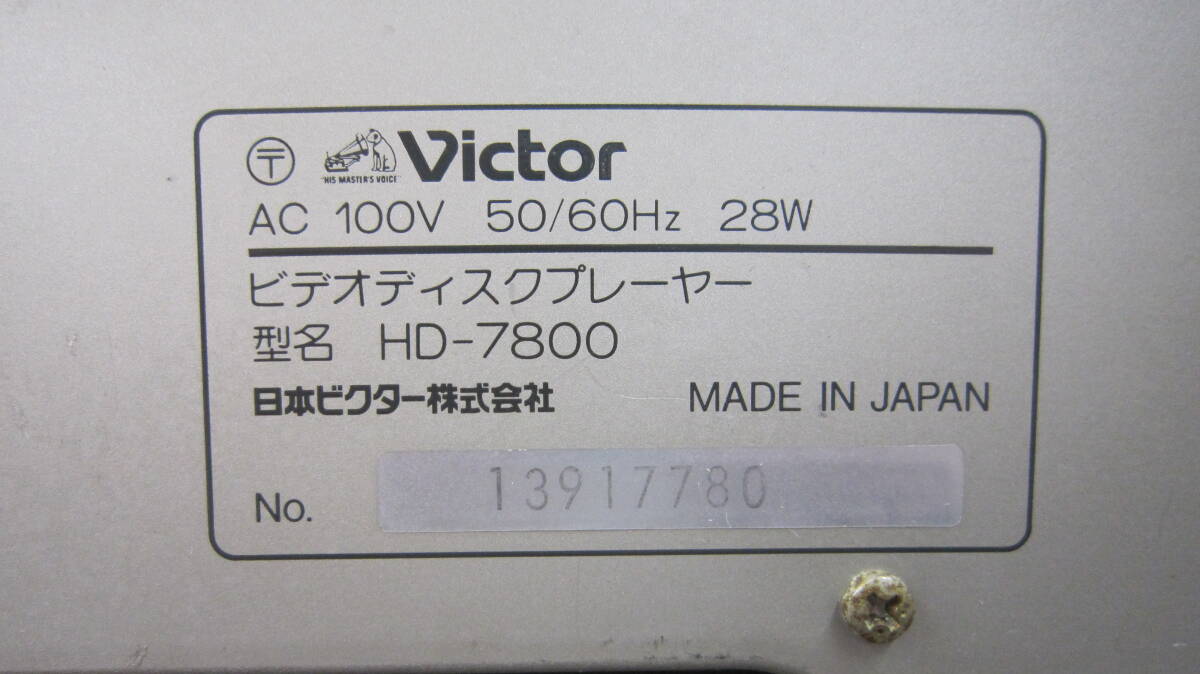 〒 "HIS MASTER'S VOICE" Victor
AC 100V 50/60Hz 28W
ビデオディスクプレーヤー
型名 HD-7800
日本ビクター株式会社 MADE IN JAPAN
No. 13917780